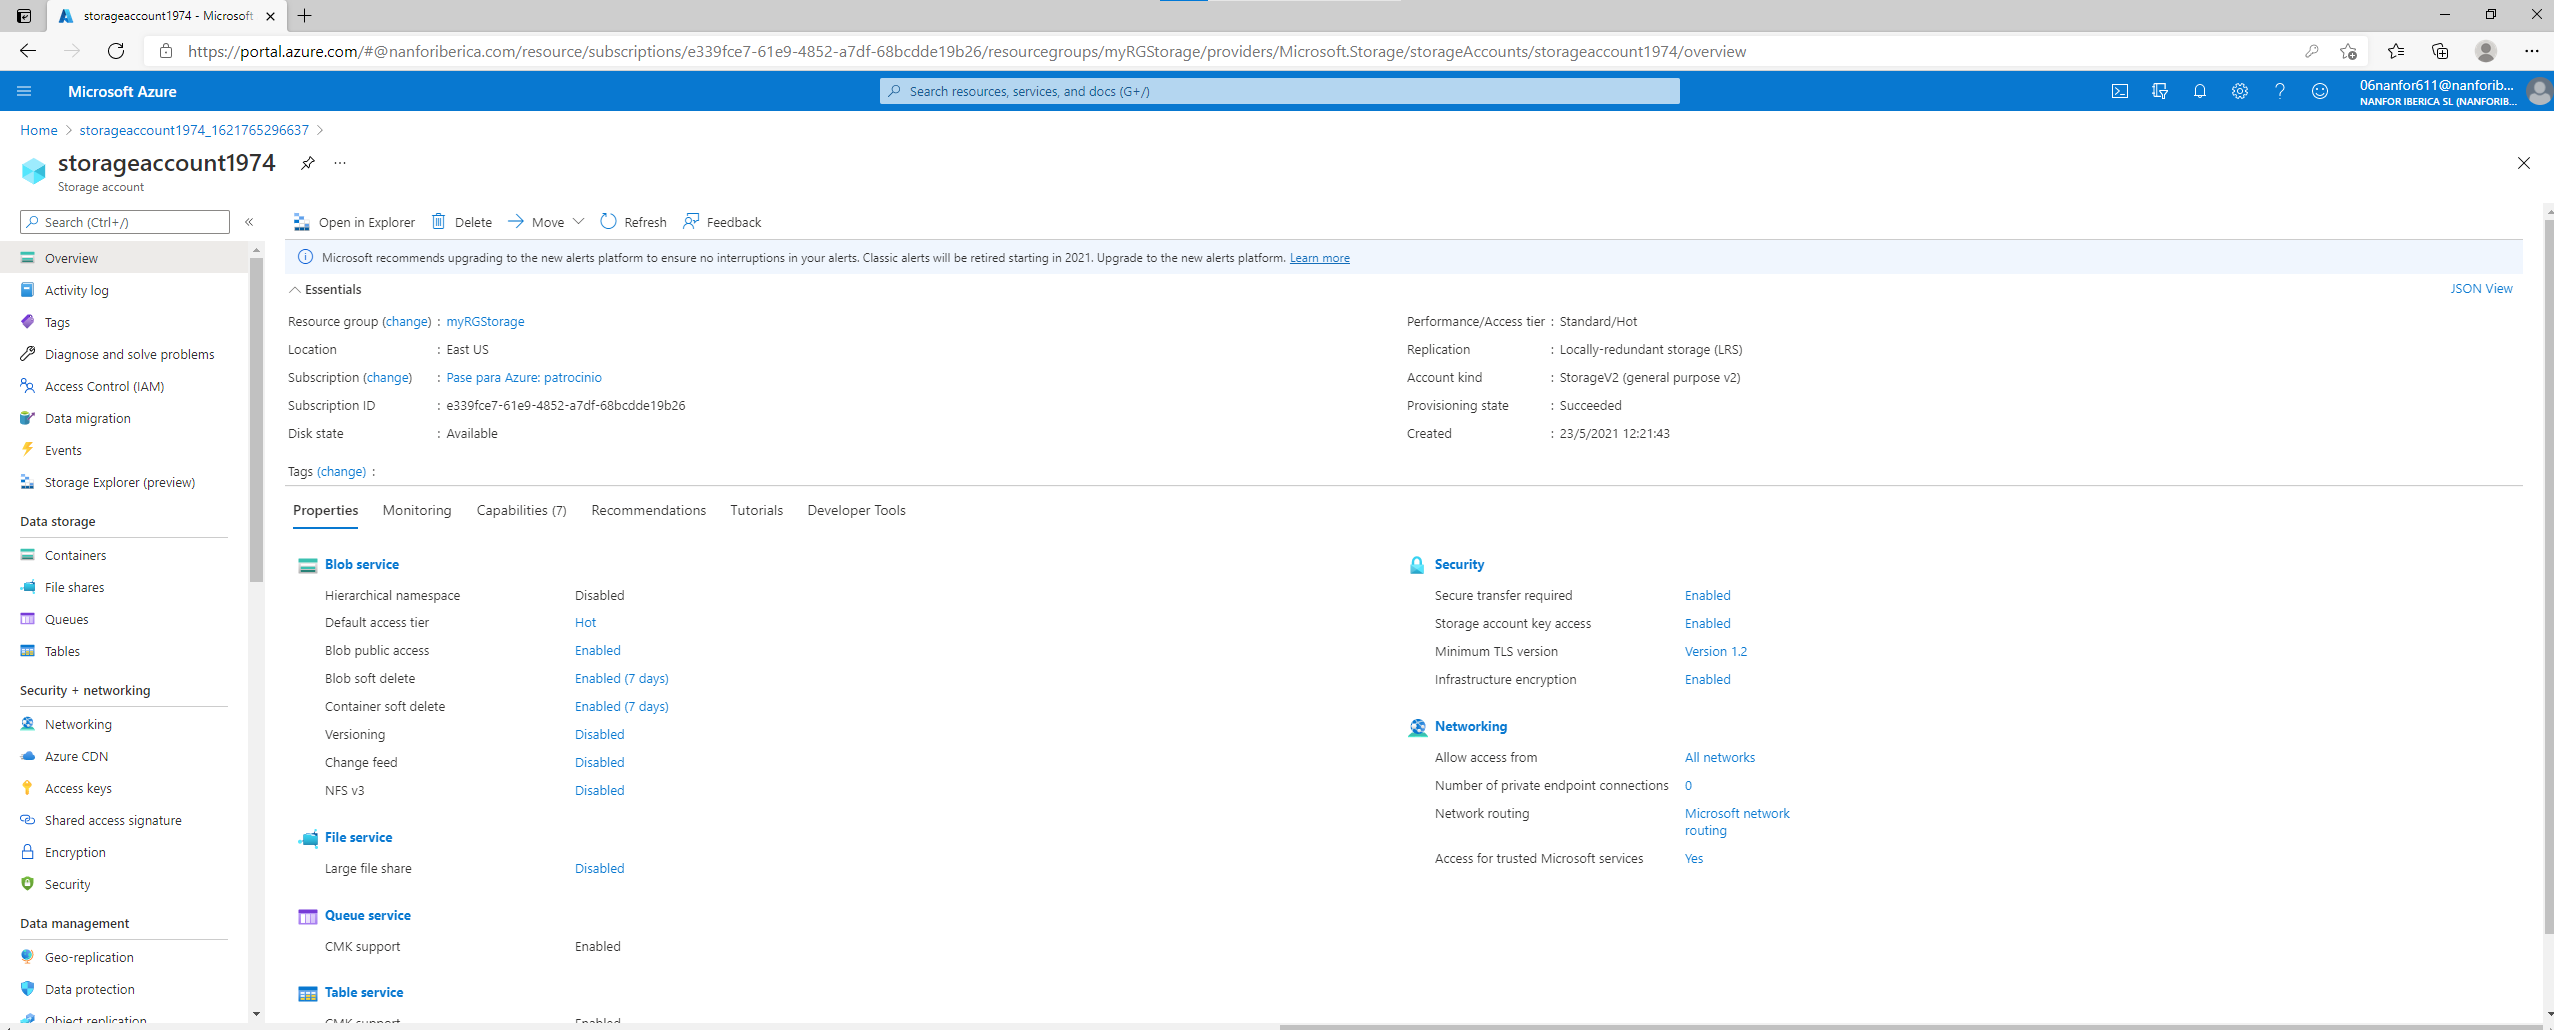 storageaccount1974 - Microsoft
https://portal.azure.com/#@nanforiberica.com/resource/subscriptions/e339fce7-61e9-4852-a7df-68bcdde19b26/resourcegroups/myRGStorage/providers/Microsoft.Storage/storageAccounts/storageaccount1974/overview
Microsoft Azure
Search resources, services, and docs (G+/)
06nanfor611@nanforib...
NANFOR IBERICA SL (NANFORIB...
Home > storageaccount1974_1621765296637 >
storageaccount1974
Storage account
Search (Ctrl+/)
Overview
Activity log
Tags
Diagnose and solve problems
Access Control (IAM)
Data migration
Events
Storage Explorer (preview)
Data storage
Containers
File shares
Queues
Tables
Security + networking
Networking
Azure CDN
Access keys
Shared access signature
Encryption
Security
Data management
Geo-replication
Data protection
Object replication
Open in Explorer Delete Move Refresh Feedback
Microsoft recommends upgrading to the new alerts platform to ensure no interruptions in your alerts. Classic alerts will be retired starting in 2021. Upgrade to the new alerts platform. Learn more
Essentials
JSON View
Resource group (change) : myRGStorage
Location : East US
Subscription (change) : Pase para Azure: patrocinio
Subscription ID : e339fce7-61e9-4852-a7df-68bcdde19b26
Disk state : Available
Performance/Access tier : Standard/Hot
Replication : Locally-redundant storage (LRS)
Account kind : StorageV2 (general purpose v2)
Provisioning state : Succeeded
Created : 23/5/2021 12:21:43
Tags (change) :
Properties Monitoring Capabilities (7) Recommendations Tutorials Developer Tools
Blob service
Hierarchical namespace Disabled
Default access tier Hot
Blob public access Enabled
Blob soft delete Enabled (7 days)
Container soft delete Enabled (7 days)
Versioning Disabled
Change feed Disabled
NFS v3 Disabled
File service
Large file share Disabled
Queue service
CMK support Enabled
Table service
CMK support Enabled
Security
Secure transfer required Enabled
Storage account key access Enabled
Minimum TLS version Version 1.2
Infrastructure encryption Enabled
Networking
Allow access from All networks
Number of private endpoint connections 0
Network routing Microsoft network
routing
Access for trusted Microsoft services Yes